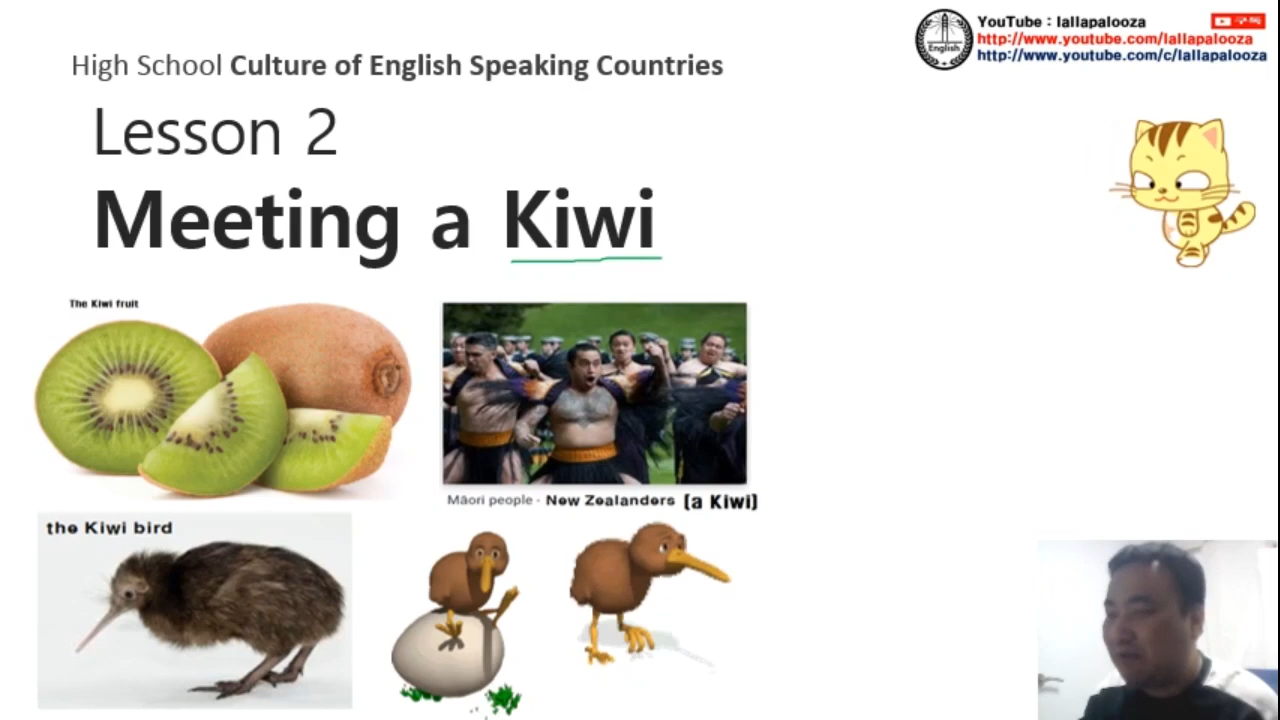 YouTube : lallapalooza
http://www.youtube.com/lallapalooza
http://www.youtube.com/c/lallapalooza
English
High School Culture of English Speaking Countries
Lesson 2
Meeting a Kiwi
The Kiwi fruit
Māori people - New Zealanders (a Kiwi)
the Kiwi bird